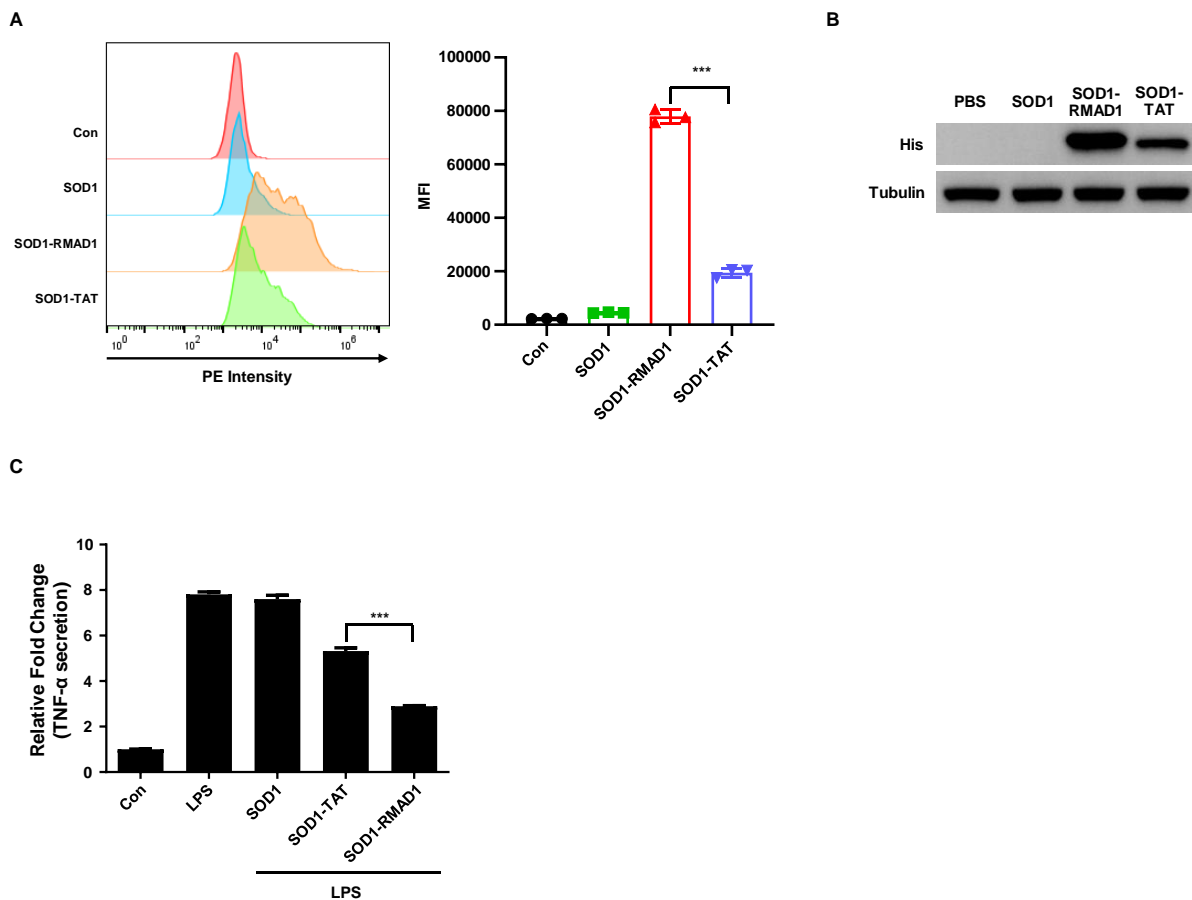 A
Con
SOD1
SOD1-RMAD1
SOD1-TAT
10^0
10^2
10^4
10^6
PE Intensity
MFI
100000
80000
60000
40000
20000
0
***
Con
SOD1
SOD1-RMAD1
SOD1-TAT
B
PBS
SOD1
SOD1-
RMAD1
SOD1-
TAT
His
Tubulin
C
Relative Fold Change
(TNF-α secretion)
10
8
6
4
2
0
***
Con
LPS
SOD1
SOD1-TAT
SOD1-RMAD1
LPS